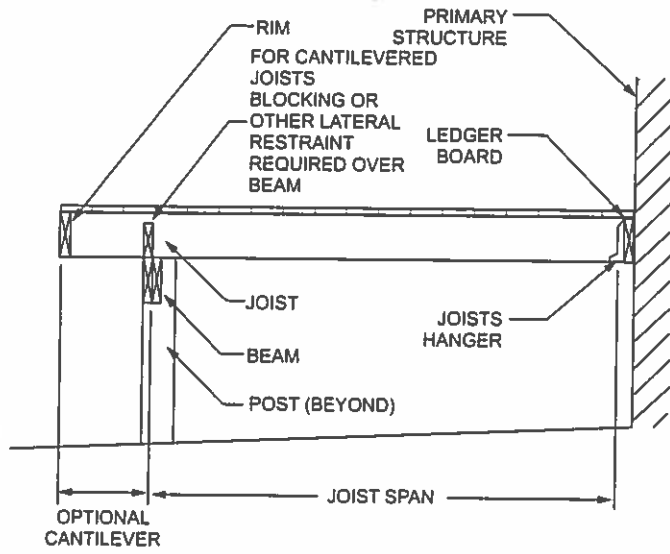 PRIMARY
STRUCTURE
RIM
FOR CANTILEVERED
JOISTS
BLOCKING OR
OTHER LATERAL
RESTRAINT
REQUIRED OVER
BEAM
LEDGER
BOARD
JOIST
JOISTS
HANGER
BEAM
POST (BEYOND)
JOIST SPAN
OPTIONAL
CANTILEVER